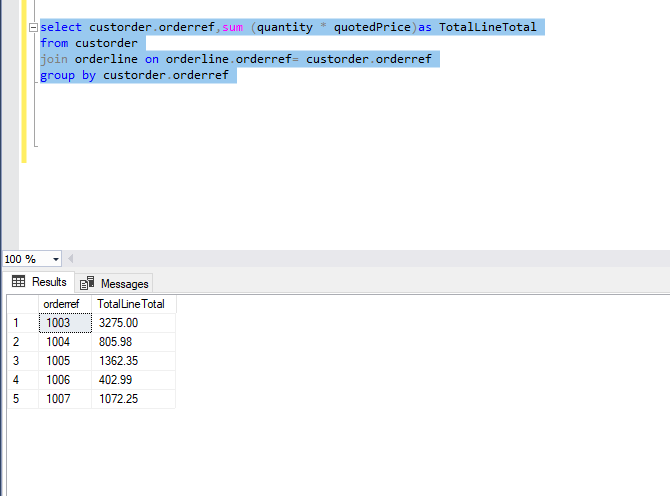 select custorder.orderref,sum (quantity * quotedPrice)as TotalLineTotal
from custorder
join orderline on orderline.orderref= custorder.orderref
group by custorder.orderref
100 %
Results Messages
orderref TotalLineTotal
1 1003 3275.00
2 1004 805.98
3 1005 1362.35
4 1006 402.99
5 1007 1072.25